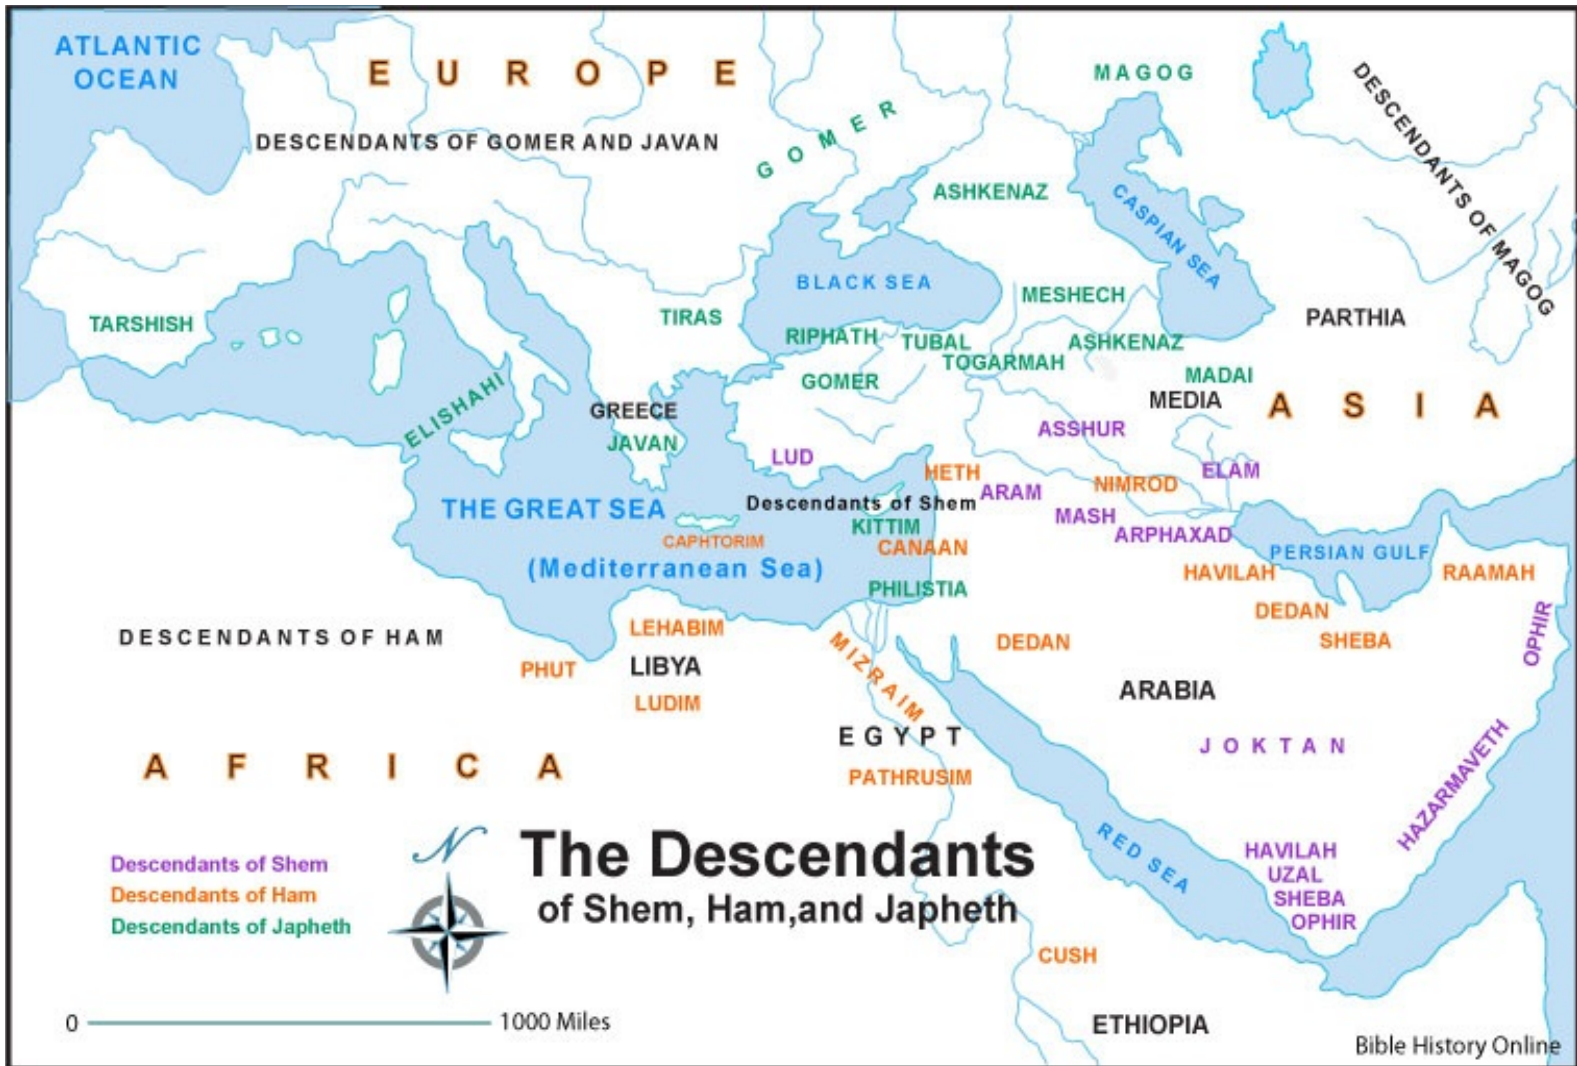 ATLANTIC
OCEAN
E U R O P E
MAGOG
DESCENDANTS OF MAGOG
DESCENDANTS OF GOMER AND JAVAN
GOMER
ASHKENAZ
CASPIAN SEA
BLACK SEA
MESHECH
TARSHISH
TIRAS
PARTHIA
RIPHATH
TUBAL
ASHKENAZ
TOGARMAH
GOMER
MADAI
MEDIA
A S I A
ELISHAHI
GREECE
JAVAN
ASSHUR
LUD
HETH
ELAM
NIMROD
ARAM
THE GREAT SEA
Descendants of Shem
MASH
KITTIM
ARPHAXAD
CAPHTORIM
CANAAN
PERSIAN GULF
(Mediterranean Sea)
HAVILAH
RAAMAH
PHILISTIA
DEDAN
LEHABIM
DESCENDANTS OF HAM
MIZRAIM
DEDAN
SHEBA
OPHIR
PHUT
LIBYA
LUDIM
ARABIA
EGYPT
JOKTAN
A F R I C A
PATHRUSIM
HAZARMAVETH
RED SEA
HAVILAH
UZAL
SHEBA
OPHIR
Descendants of Shem
Descendants of Ham
Descendants of Japheth
N
The Descendants
of Shem, Ham,and Japheth
CUSH
0 1000 Miles
ETHIOPIA
Bible History Online